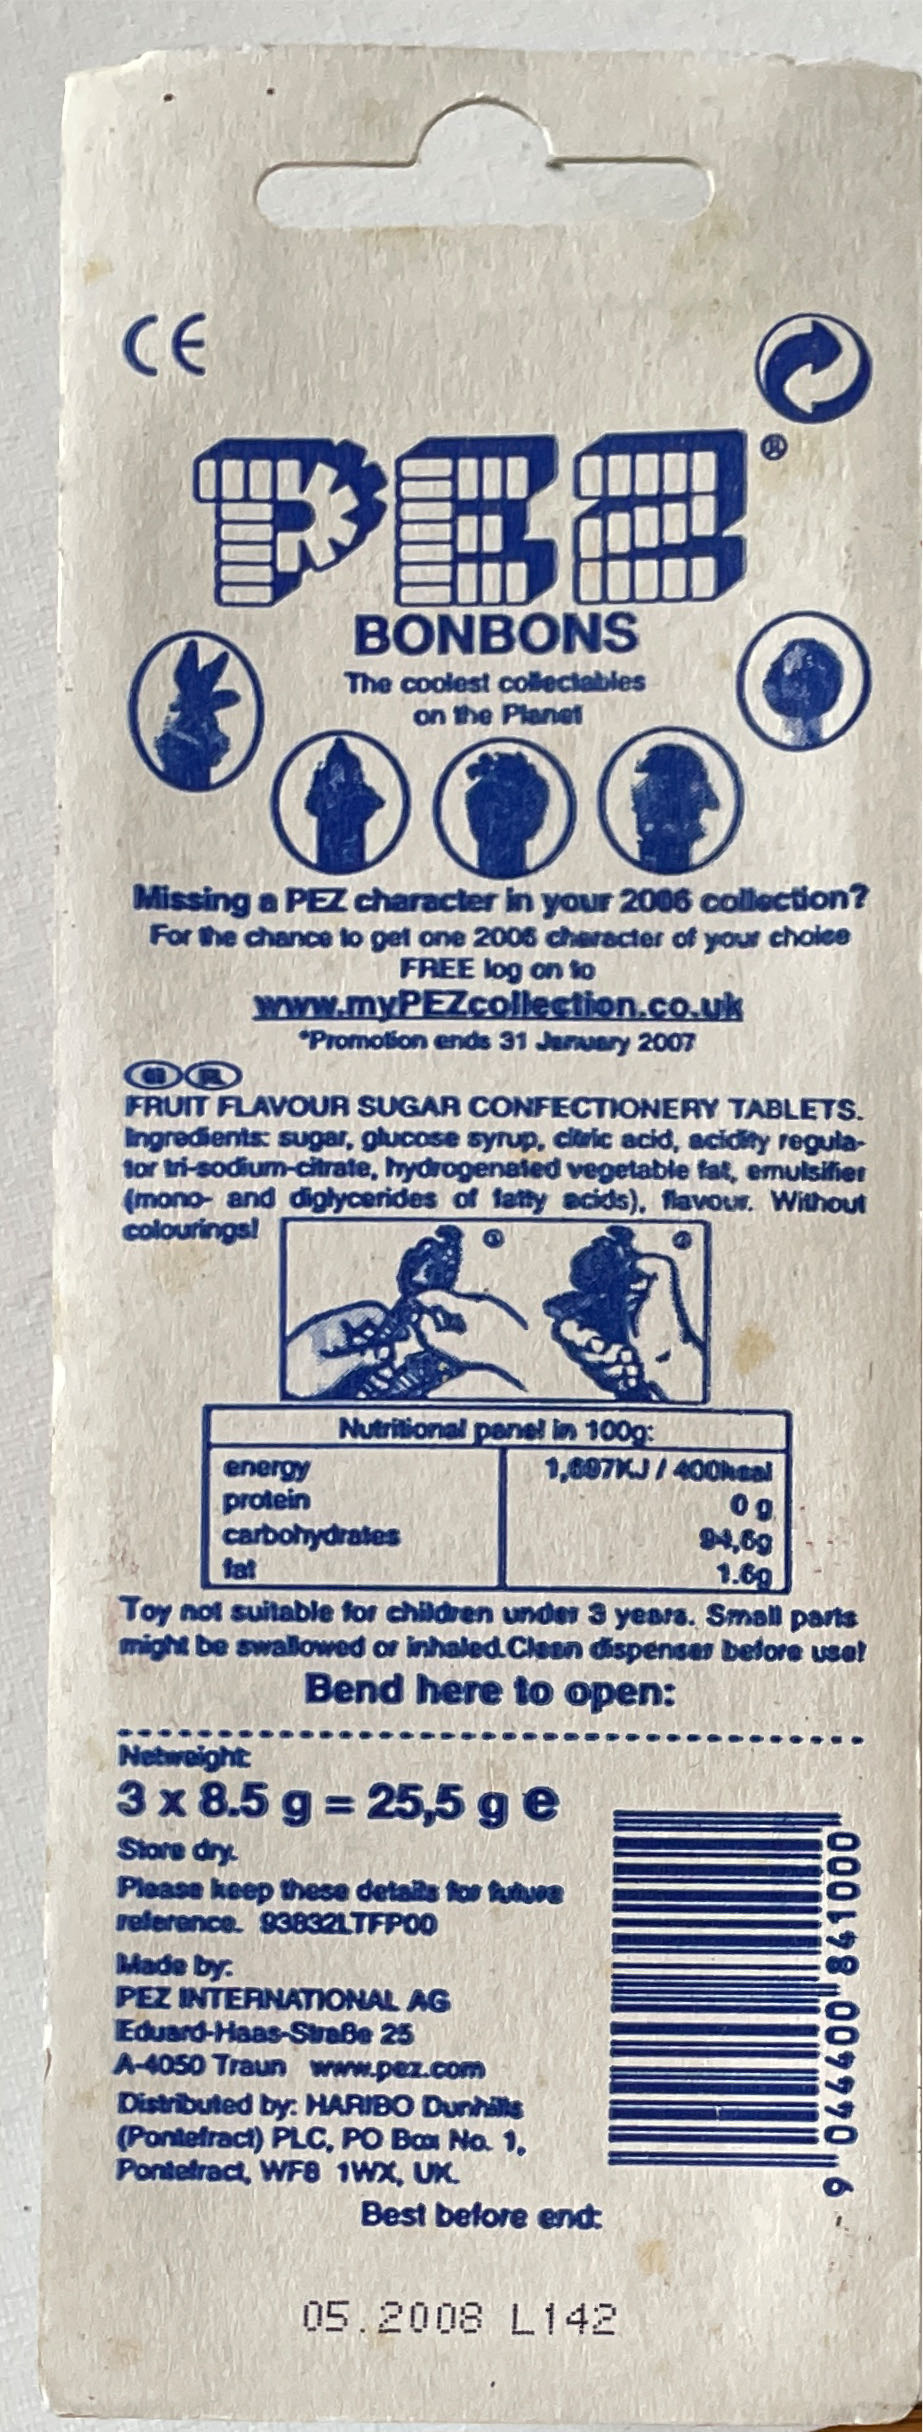 CE
PEZ®
BONBONS
The coolest collectables
on the Planet
Missing a PEZ character in your 2006 collection?
For the chance to get one 2006 character of your choice
FREE log on to
www.myPEZcollection.co.uk
*Promotion ends 31 January 2007
GB IRL
FRUIT FLAVOUR SUGAR CONFECTIONERY TABLETS.
Ingredients: sugar, glucose syrup, citric acid, acidity regula-
tor tri-sodium-citrate, hydrogenated vegetable fat, emulsifier
(mono- and diglycerides of fatty acids), flavour. Without
colourings!
1 2
Nutritional panel in 100g:
energy 1,697KJ / 400kcal
protein 0 g
carbohydrates 94,6g
fat 1.6g
Toy not suitable for children under 3 years. Small parts
might be swallowed or inhaled.Clean dispenser before use!
Bend here to open:
Netweight:
3 x 8.5 g = 25,5 g e
Store dry.
Please keep these details for future
reference. 93832LTFP00
Made by:
PEZ INTERNATIONAL AG
Eduard-Haas-Straße 25
A-4050 Traun www.pez.com
Distributed by: HARIBO Dunhills
(Pontefract) PLC, PO Box No. 1,
Pontefract, WF8 1WX, UK.
9 044400 841000
Best before end:
05.2008 L142